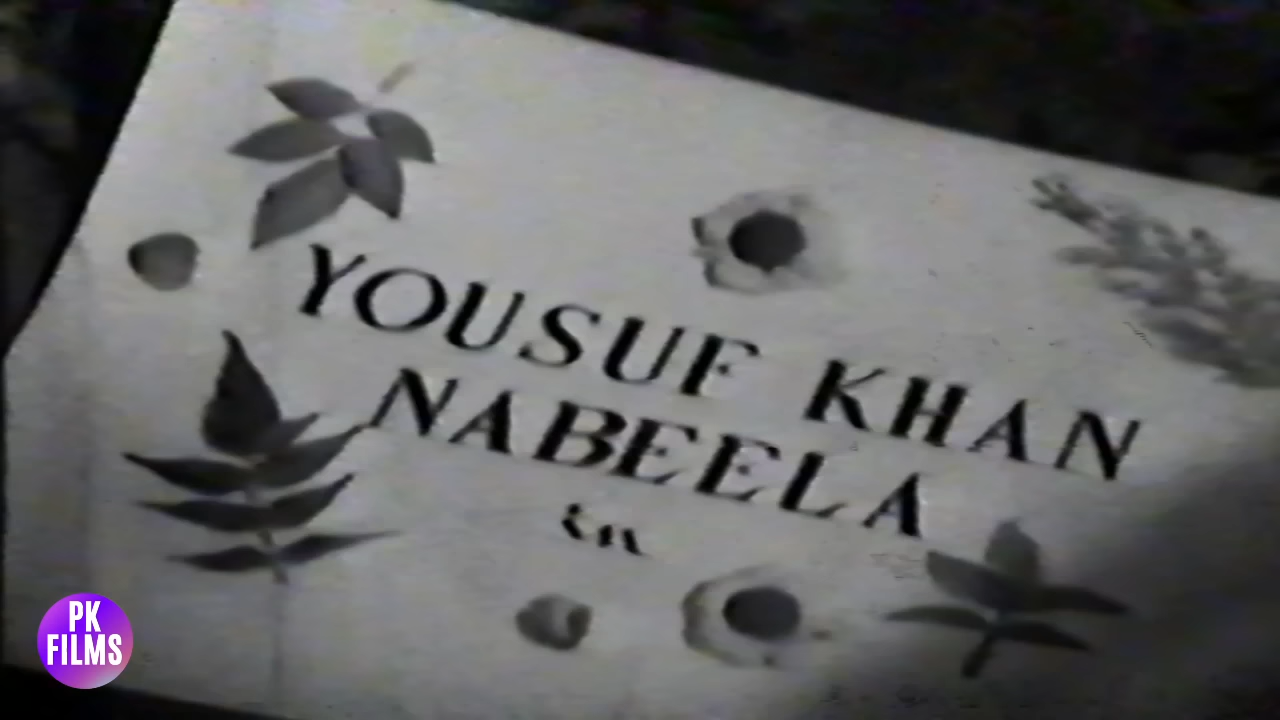 YOUSUF KHAN
NABEELA
in
PK
FILMS